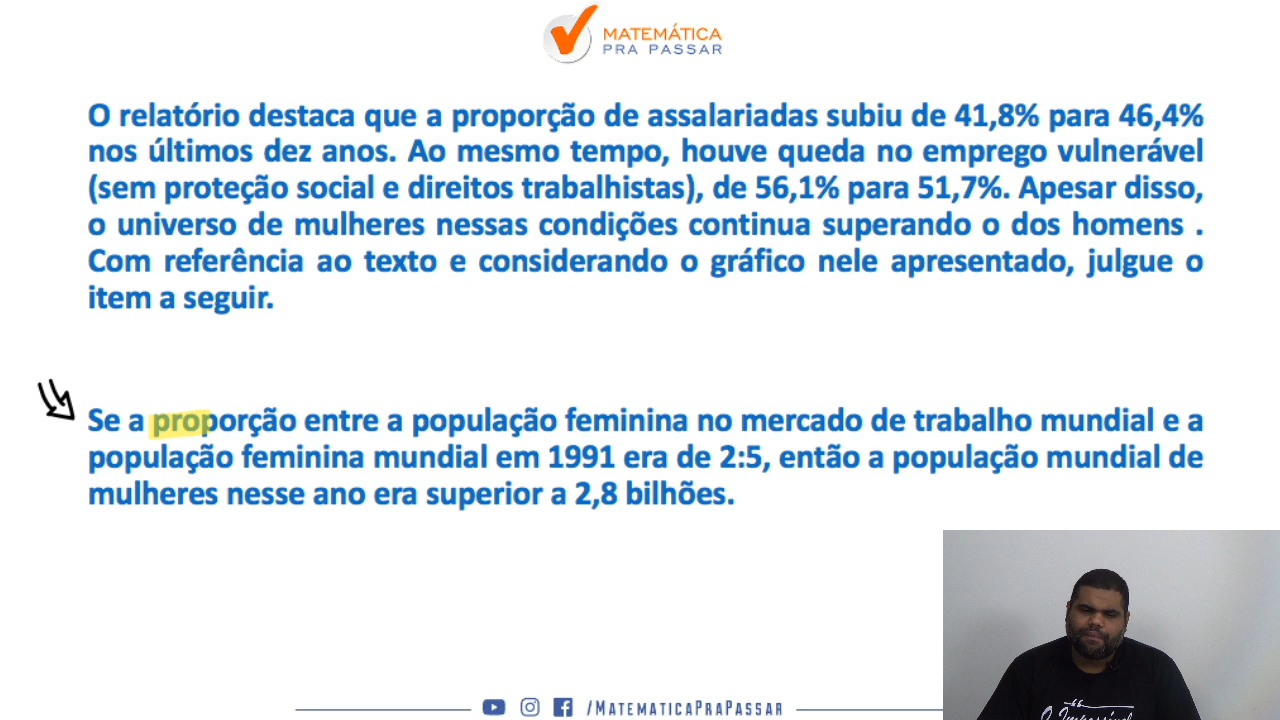 MATEMÁTICA
PRA PASSAR
O relatório destaca que a proporção de assalariadas subiu de 41,8% para 46,4%
nos últimos dez anos. Ao mesmo tempo, houve queda no emprego vulnerável
(sem proteção social e direitos trabalhistas), de 56,1% para 51,7%. Apesar disso,
o universo de mulheres nessas condições continua superando o dos homens .
Com referência ao texto e considerando o gráfico nele apresentado, julgue o
item a seguir.
Se a proporção entre a população feminina no mercado de trabalho mundial e a
população feminina mundial em 1991 era de 2:5, então a população mundial de
mulheres nesse ano era superior a 2,8 bilhões.
/MATEMATICAPRAPASSAR